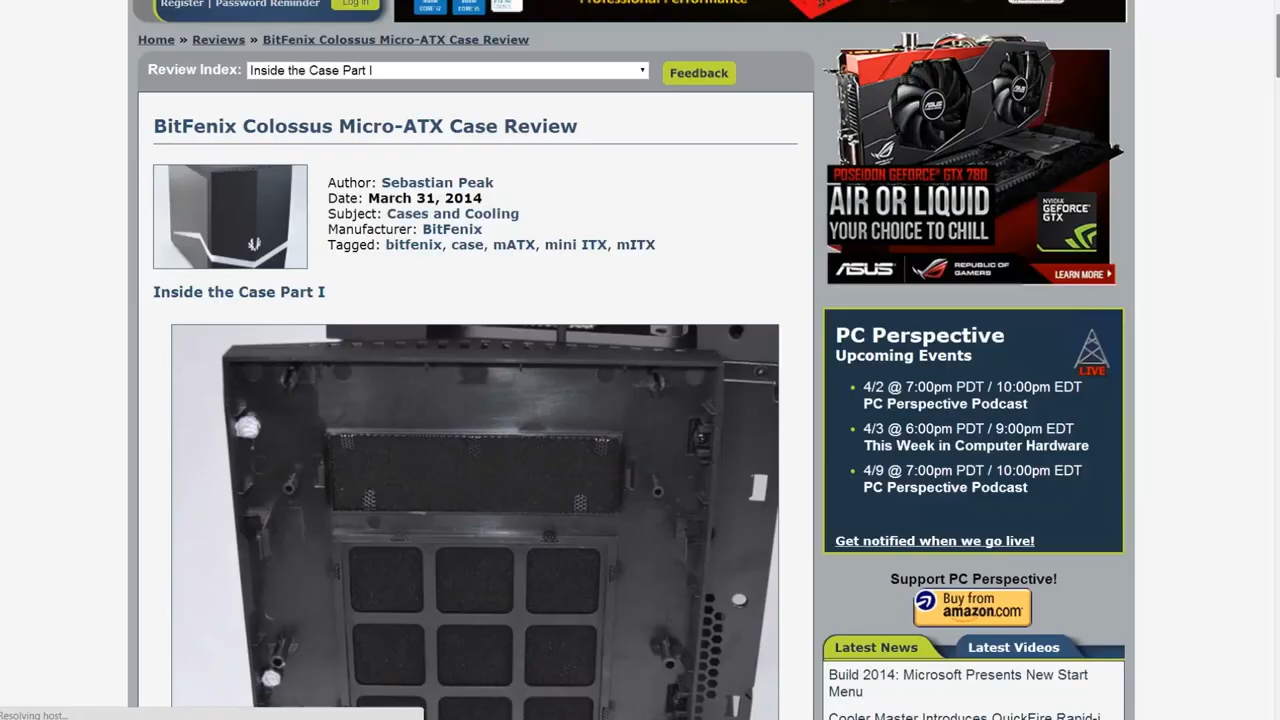 Register | Password Reminder
Log in
Professional Performance
Home » Reviews » BitFenix Colossus Micro-ATX Case Review
Review Index:
Inside the Case Part I
Feedback
BitFenix Colossus Micro-ATX Case Review
Author: Sebastian Peak
Date: March 31, 2014
Subject: Cases and Cooling
Manufacturer: BitFenix
Tagged: bitfenix, case, mATX, mini ITX, mITX
Inside the Case Part I
ASUS
POSEIDON GEFORCE® GTX 780
AIR OR LIQUID
YOUR CHOICE TO CHILL
NVIDIA
GEFORCE
GTX
ASUS
REPUBLIC OF
GAMERS
LEARN MORE
PC Perspective
Upcoming Events
LIVE
• 4/2 @ 7:00pm PDT / 10:00pm EDT
PC Perspective Podcast
• 4/3 @ 6:00pm PDT / 9:00pm EDT
This Week in Computer Hardware
• 4/9 @ 7:00pm PDT / 10:00pm EDT
PC Perspective Podcast
Get notified when we go live!
Support PC Perspective!
Buy from
amazon.com
Latest News
Latest Videos
Build 2014: Microsoft Presents New Start
Menu
Cooler Master Introduces QuickFire Rapid-i
Resolving host...